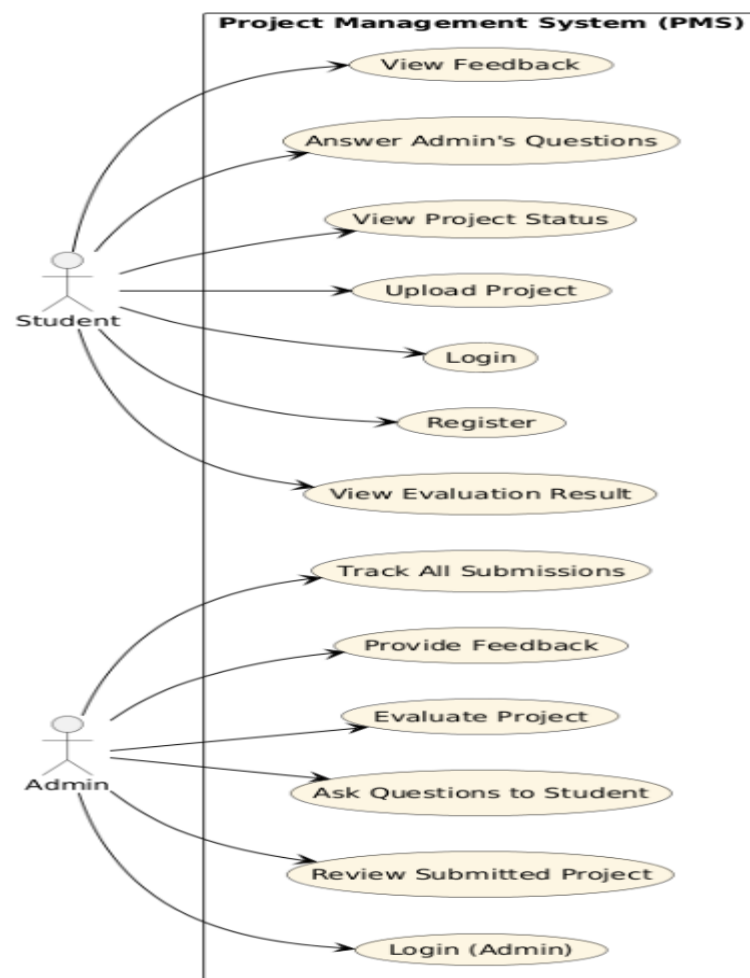 Project Management System (PMS)
View Feedback
Answer Admin's Questions
View Project Status
Upload Project
Student
Login
Register
View Evaluation Result
Track All Submissions
Provide Feedback
Evaluate Project
Admin
Ask Questions to Student
Review Submitted Project
Login (Admin)